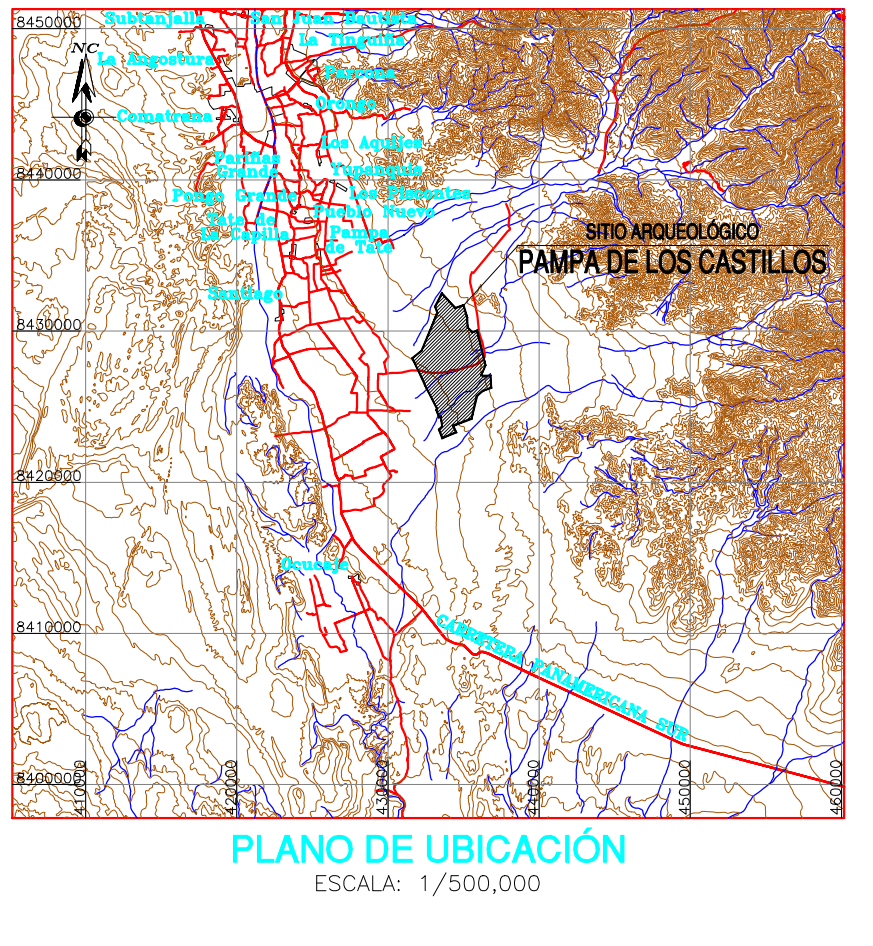 8450000
Subtanjalla
San Juan Bautista
La Tinguiña
NC
La Angostura
Parcona
Orongo
Comatrana
Los Aquijes
Pariñas
Grande
Yupanquis
8440000
Pongo Grande
Los Piscontes
Pueblo Nuevo
Tate de
La Capilla
Pampa
de Tate
SITIO ARQUEOLÓGICO
PAMPA DE LOS CASTILLOS
Santiago
8430000
8420000
Ocucaje
8410000
CARRETERA PANAMERICANA SUR
8400000
410000
420000
430000
440000
450000
460000
PLANO DE UBICACIÓN
ESCALA: 1/500,000